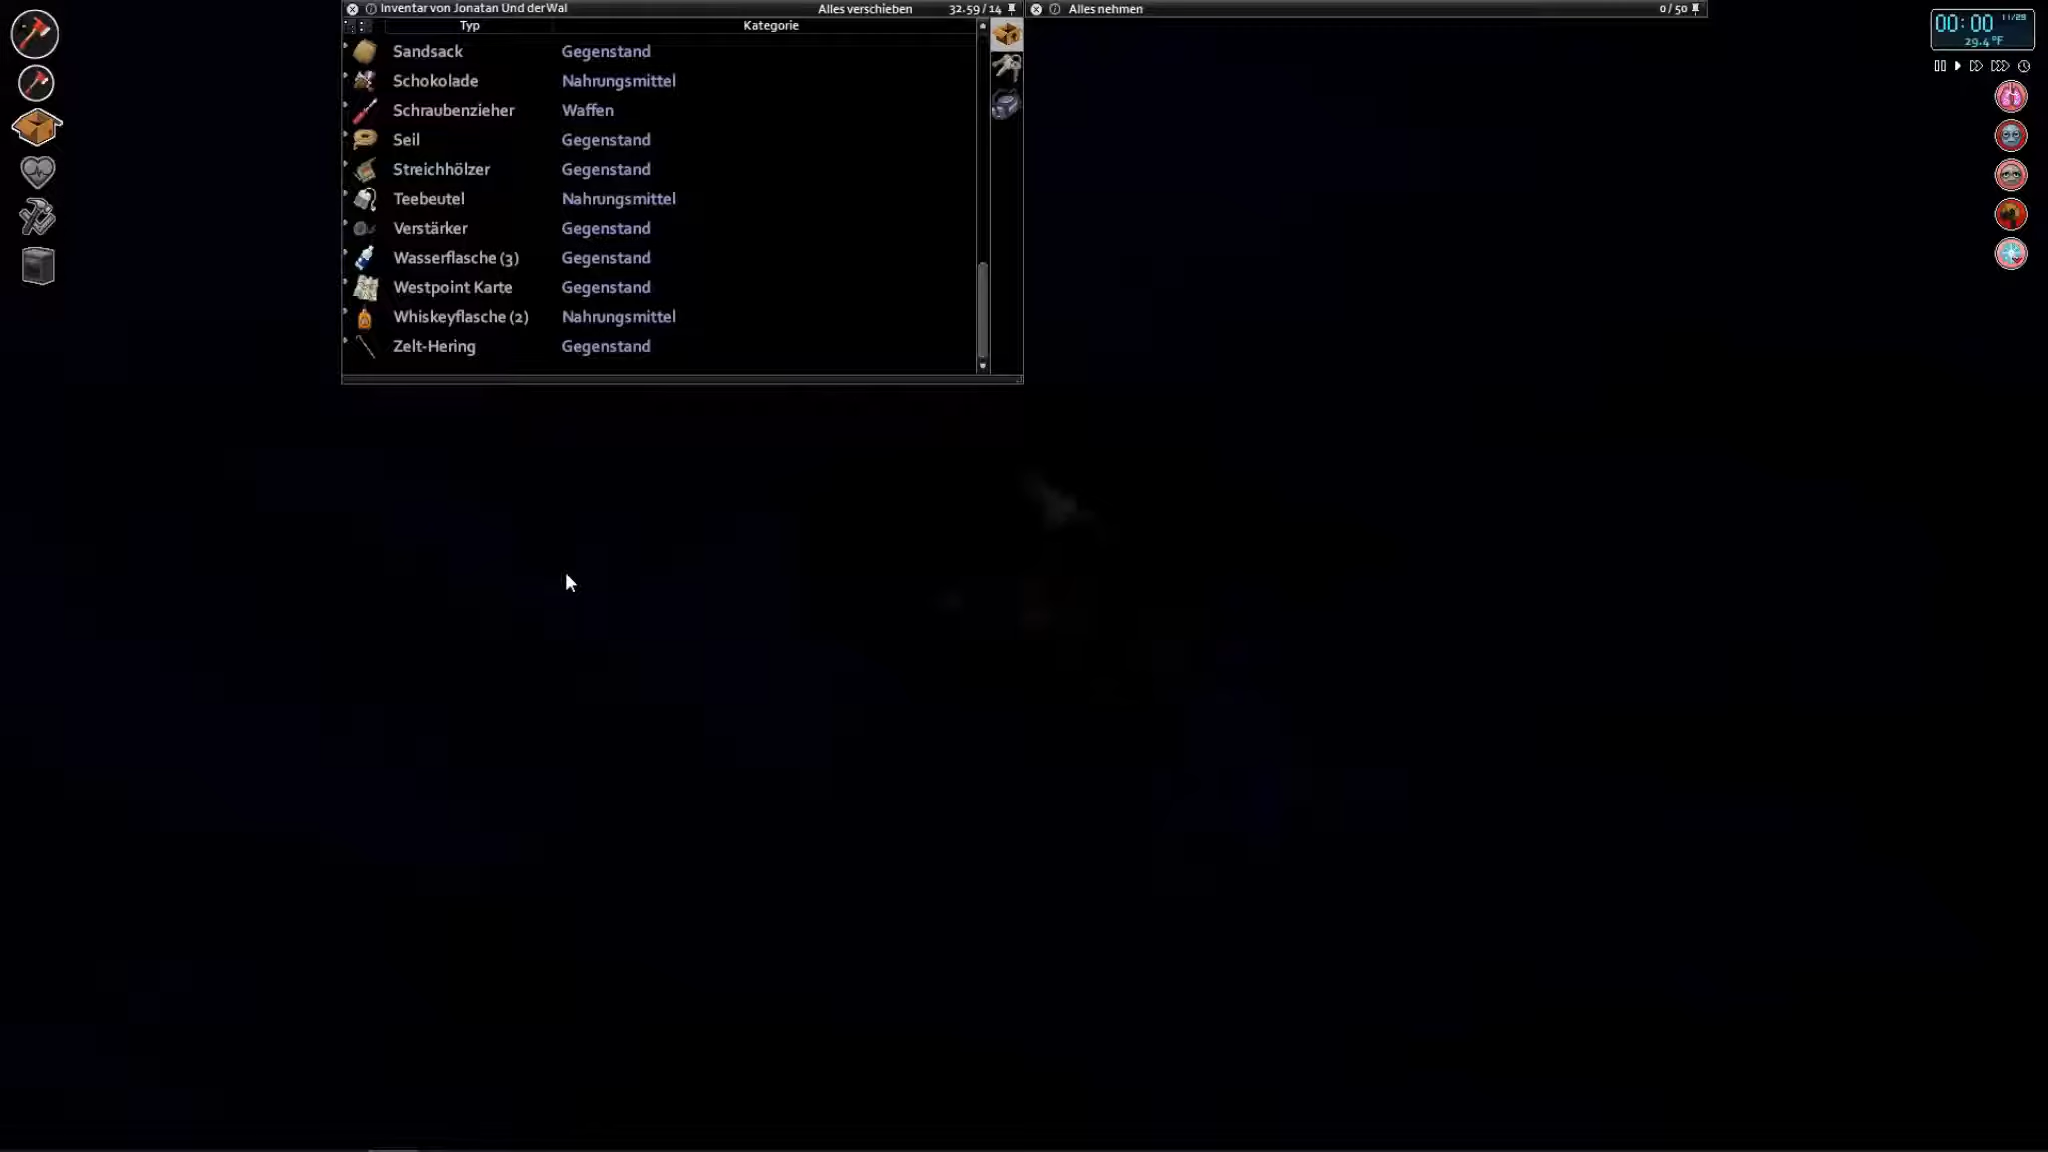 Inventar von Jonatan Und der Wal Alles verschieben 32.59 / 14 Alles nehmen 0 / 50
Typ Kategorie
Sandsack Gegenstand
Schokolade Nahrungsmittel
Schraubenzieher Waffen
Seil Gegenstand
Streichhölzer Gegenstand
Teebeutel Nahrungsmittel
Verstärker Gegenstand
Wasserflasche (3) Gegenstand
Westpoint Karte Gegenstand
Whiskeyflasche (2) Nahrungsmittel
Zelt-Hering Gegenstand
00:00 11/29
29.4 °F